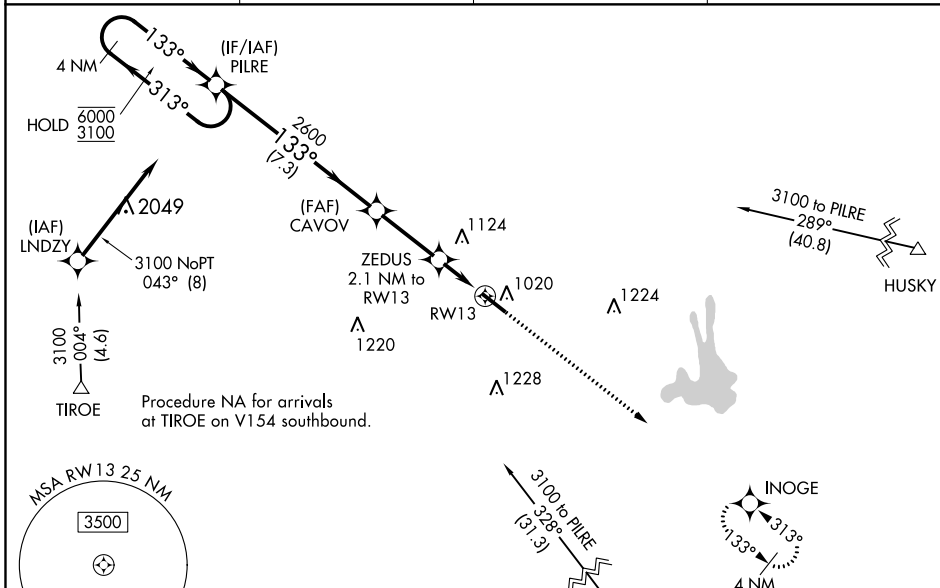 133°
(IF/IAF)
PILRE
4 NM
313°
HOLD
6000
3100
2600
133°
(7.3)
2049
(IAF)
LNDZY
3100 NoPT
043° (8)
(FAF)
CAVOV
1124
3100 to PILRE
289°
(40.8)
HUSKY
ZEDUS
2.1 NM to
RW13
1020
RW13
1224
1220
3100
004°
(4.6)
TIROE
1228
Procedure NA for arrivals
at TIROE on V154 southbound.
MSA RW13 25 NM
3500
3100 to PILRE
328°
(31.3)
INOGE
313°
133°
4 NM